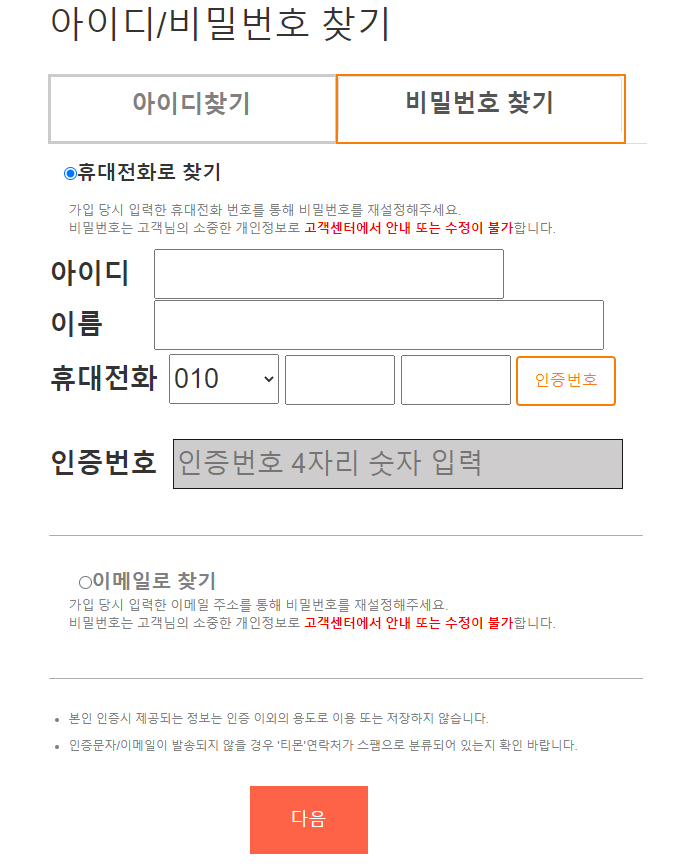 아이디/비밀번호 찾기
아이디찾기 비밀번호 찾기
휴대전화로 찾기
가입 당시 입력한 휴대전화 번호를 통해 비밀번호를 재설정해주세요.
비밀번호는 고객님의 소중한 개인정보로 고객센터에서 안내 또는 수정이 불가합니다.
아이디
이름
휴대전화 010 인증번호
인증번호 인증번호 4자리 숫자 입력
이메일로 찾기
가입 당시 입력한 이메일 주소를 통해 비밀번호를 재설정해주세요.
비밀번호는 고객님의 소중한 개인정보로 고객센터에서 안내 또는 수정이 불가합니다.
본인 인증시 제공되는 정보는 인증 이외의 용도로 이용 또는 저장하지 않습니다.
인증문자/이메일이 발송되지 않을 경우 '티몬'연락처가 스팸으로 분류되어 있는지 확인 바랍니다.
다음